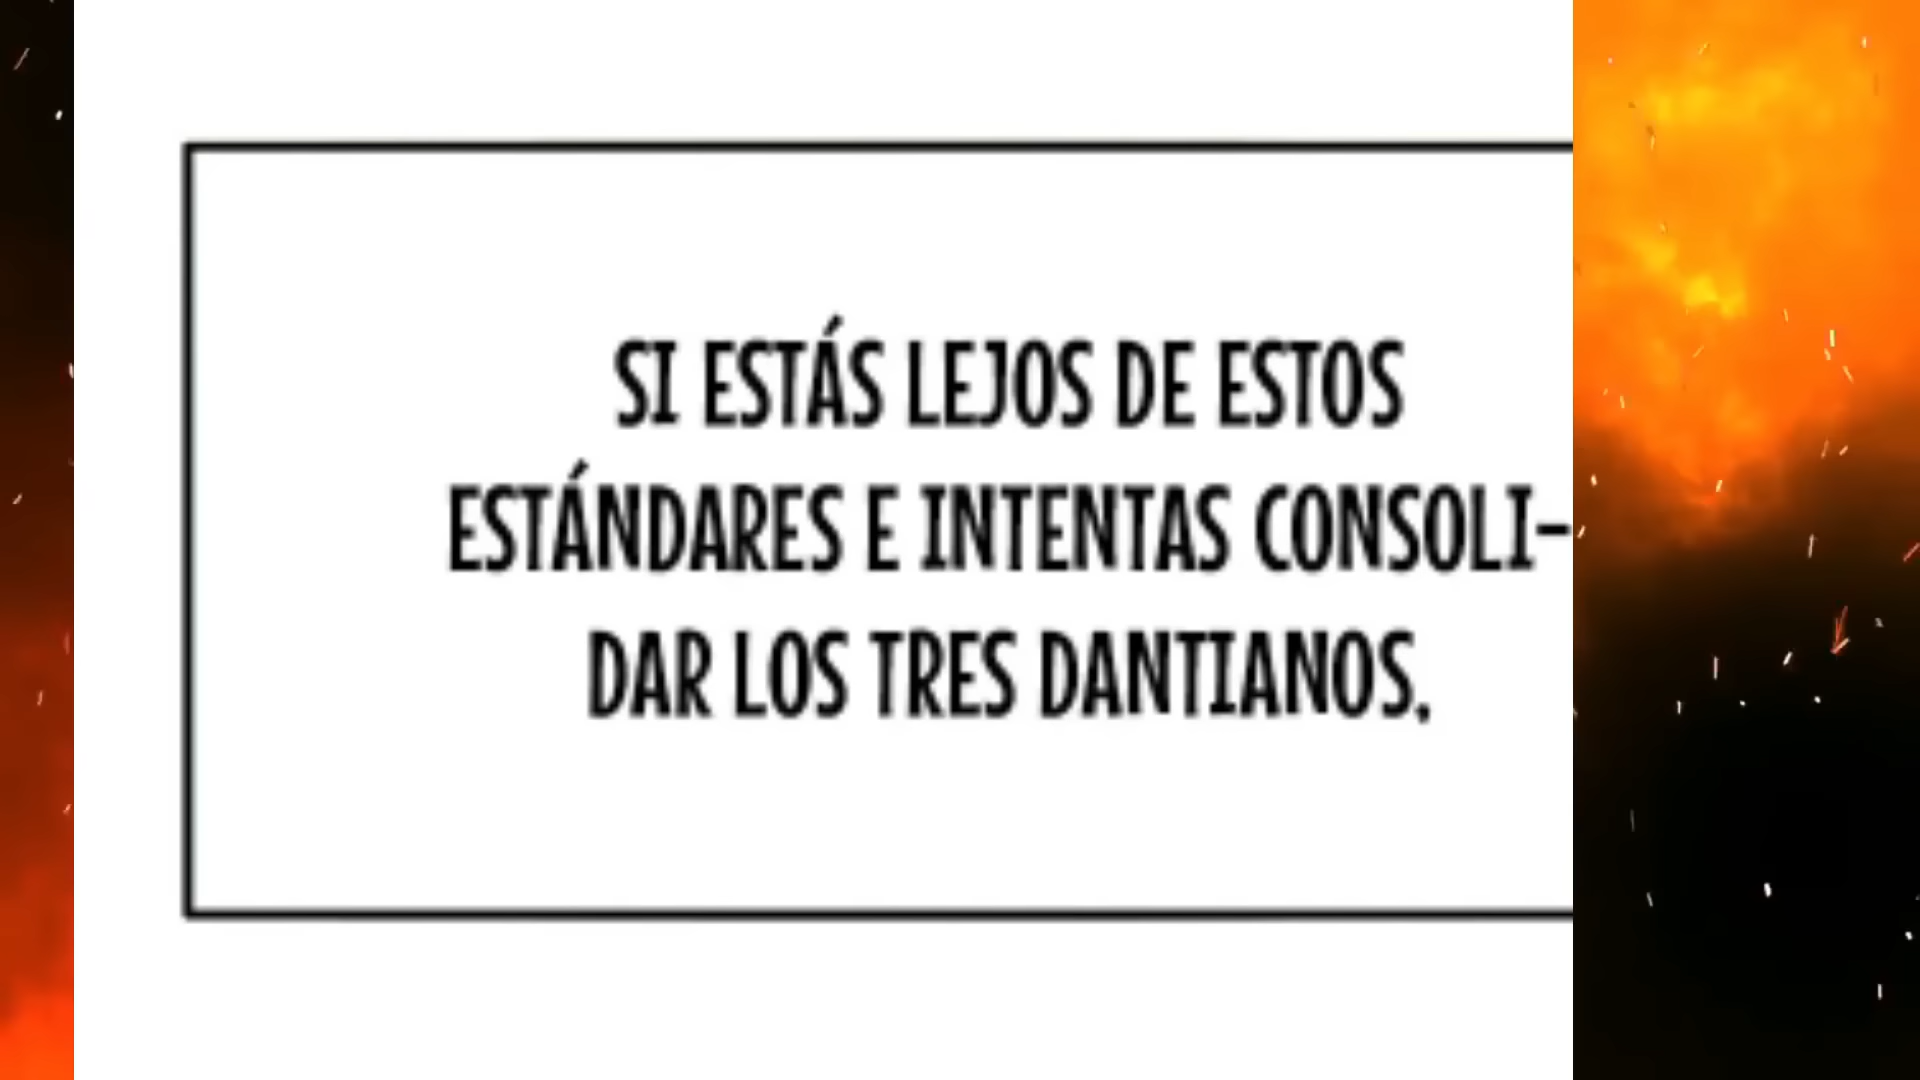 SI ESTÁS LEJOS DE ESTOS
ESTÁNDARES E INTENTAS CONSOLI-
DAR LOS TRES DANTIANOS,